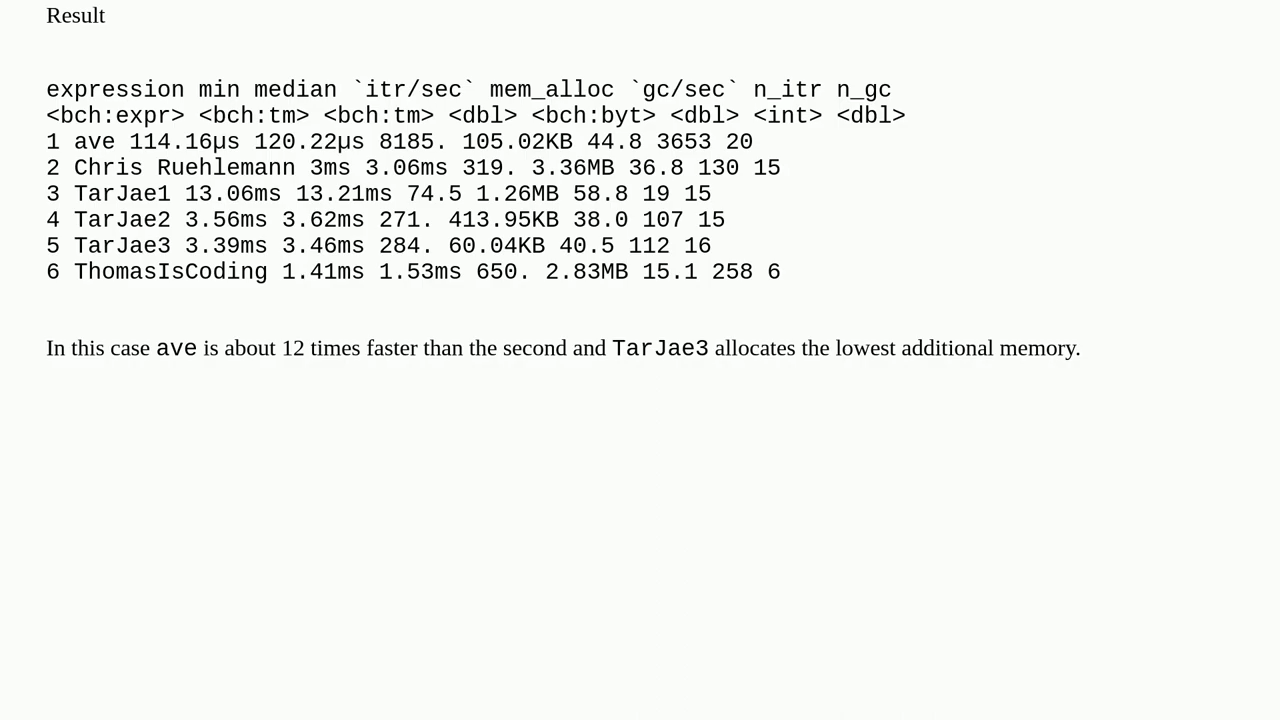 Result
expression min median `itr/sec` mem_alloc `gc/sec` n_itr n_gc
<bch:expr> <bch:tm> <bch:tm> <dbl> <bch:byt> <dbl> <int> <dbl>
1 ave 114.16µs 120.22µs 8185. 105.02KB 44.8 3653 20
2 Chris Ruehlemann 3ms 3.06ms 319. 3.36MB 36.8 130 15
3 TarJae1 13.06ms 13.21ms 74.5 1.26MB 58.8 19 15
4 TarJae2 3.56ms 3.62ms 271. 413.95KB 38.0 107 15
5 TarJae3 3.39ms 3.46ms 284. 60.04KB 40.5 112 16
6 ThomasIsCoding 1.41ms 1.53ms 650. 2.83MB 15.1 258 6
In this case ave is about 12 times faster than the second and TarJae3 allocates the lowest additional memory.